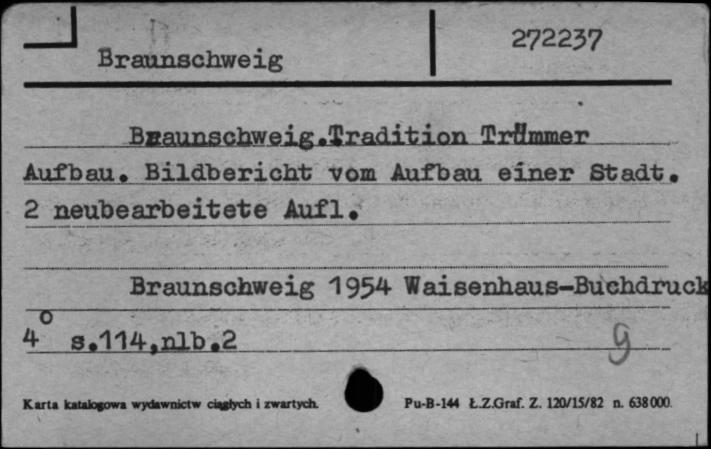 Braunschweig
272237
Braunschweig.Tradition Trümmer
Aufbau. Bildbericht vom Aufbau einer Stadt.
2 neubearbeitete Aufl.
Braunschweig 1954 Waisenhaus-Buchdruck
4° s.114,nlb.2
g
Karta katalogowa wydawnictw ciągłych i zwartych.
Pu-B-144 Ł.Z.Graf. Z. 120/15/82 n. 638000.